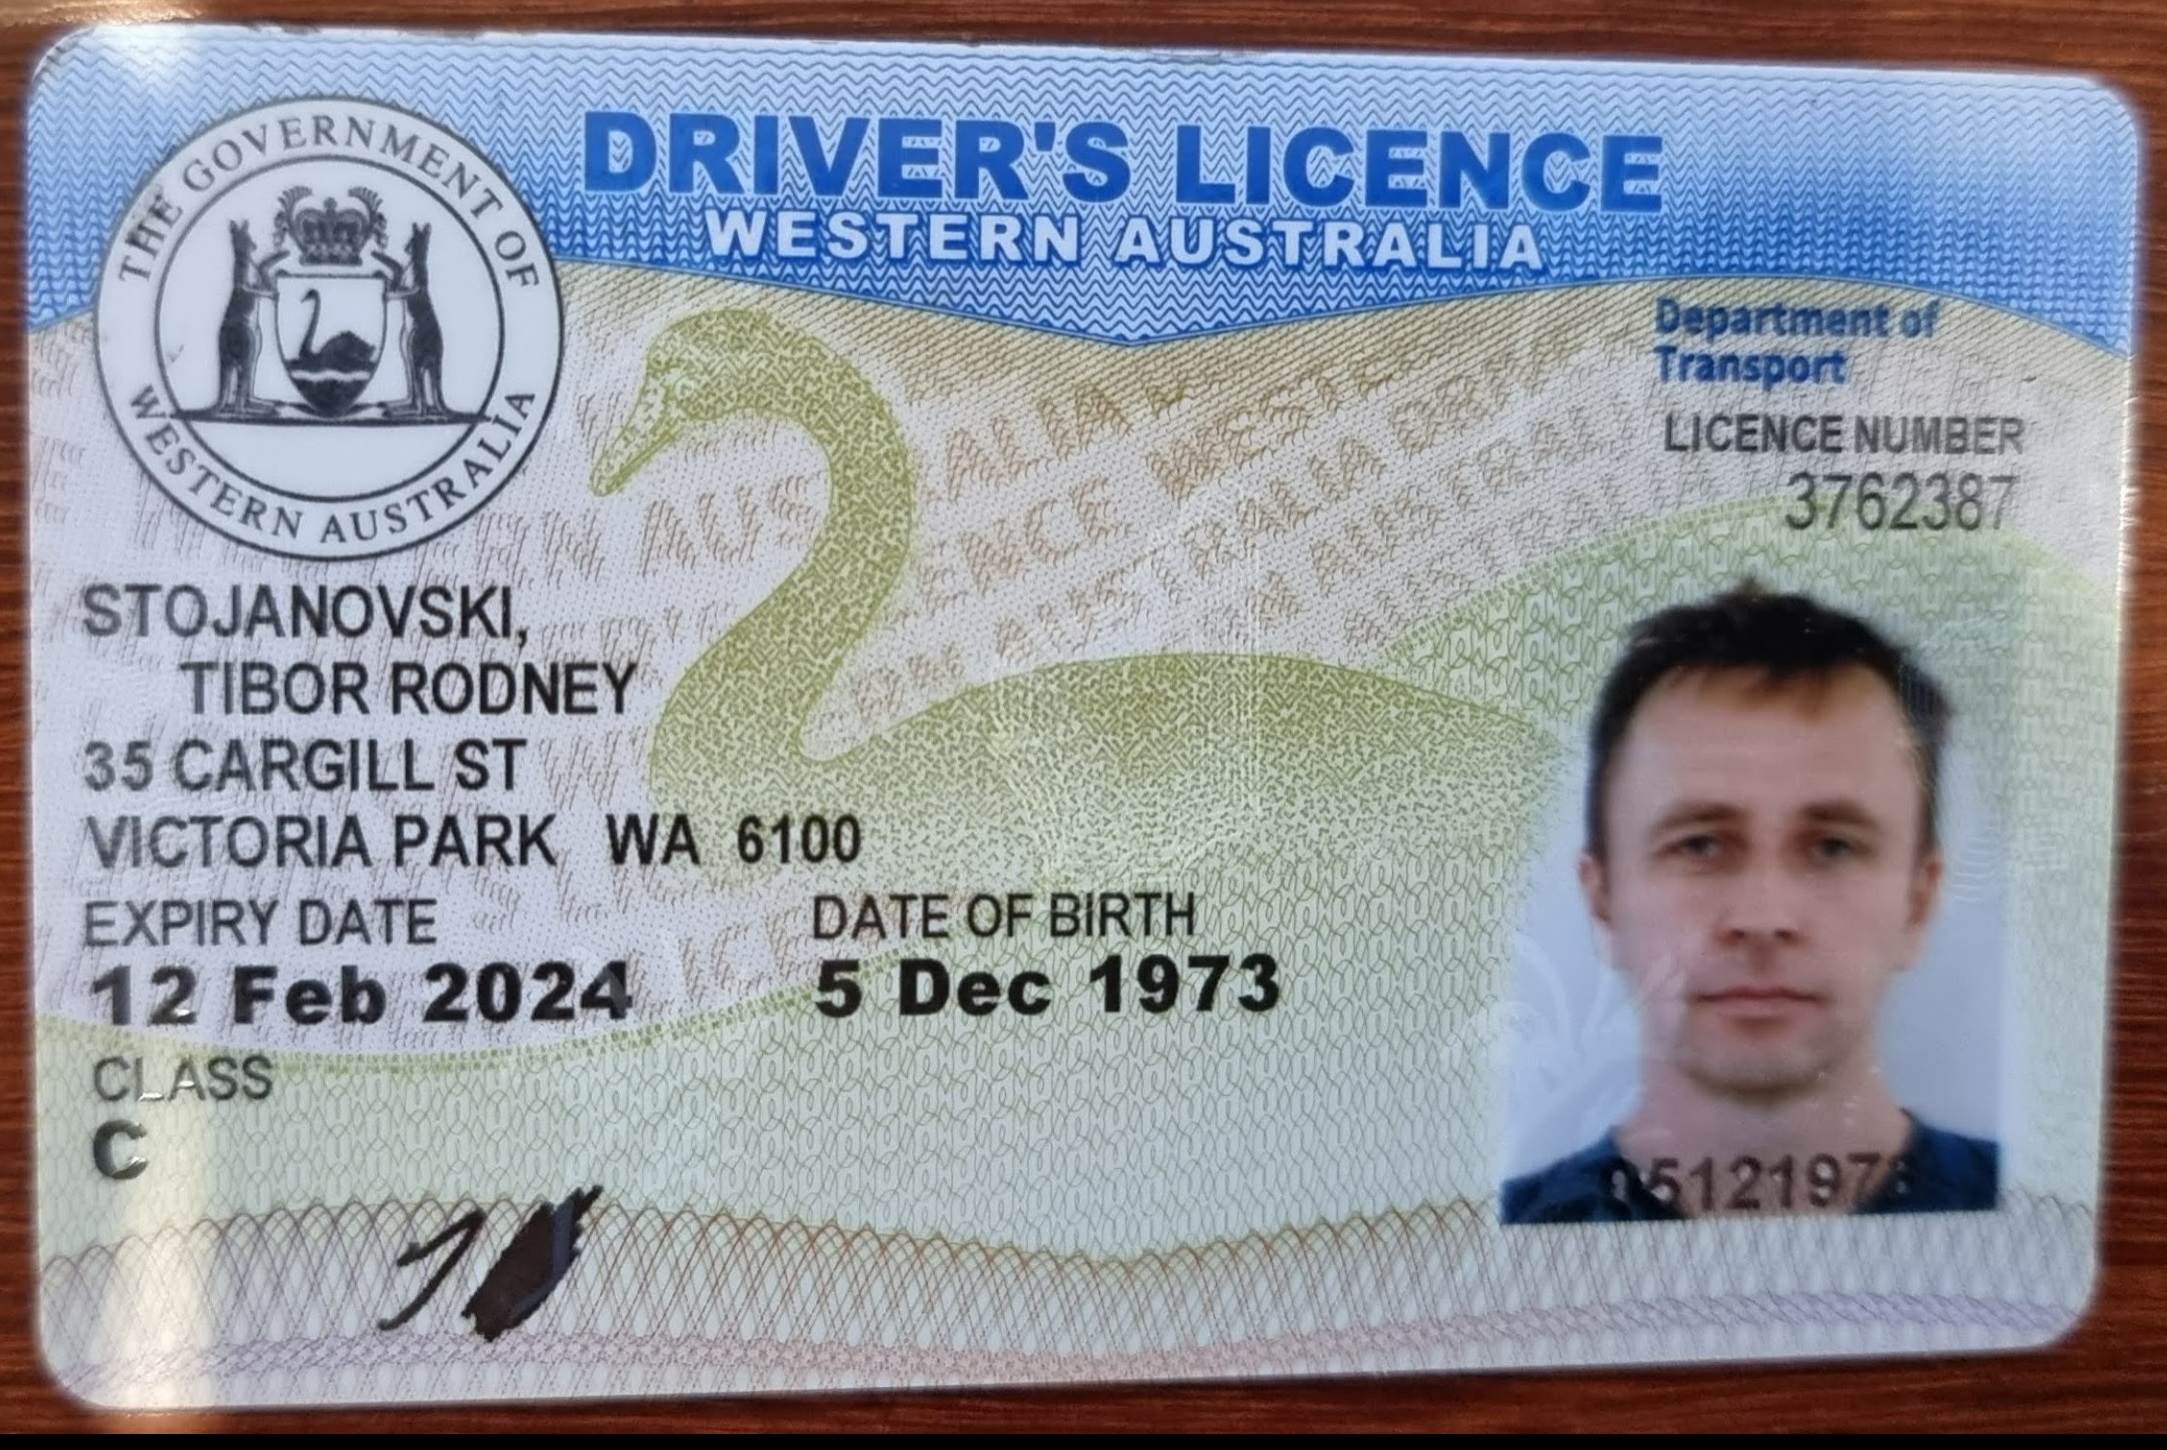 THE GOVERNMENT OF
WESTERN AUSTRALIA
DRIVER'S LICENCE
WESTERN AUSTRALIA
Department of
Transport
LICENCE NUMBER
3762387
STOJANOVSKI,
TIBOR RODNEY
35 CARGILL ST
VICTORIA PARK WA 6100
EXPIRY DATE DATE OF BIRTH
12 Feb 2024 5 Dec 1973
CLASS
C
05121973